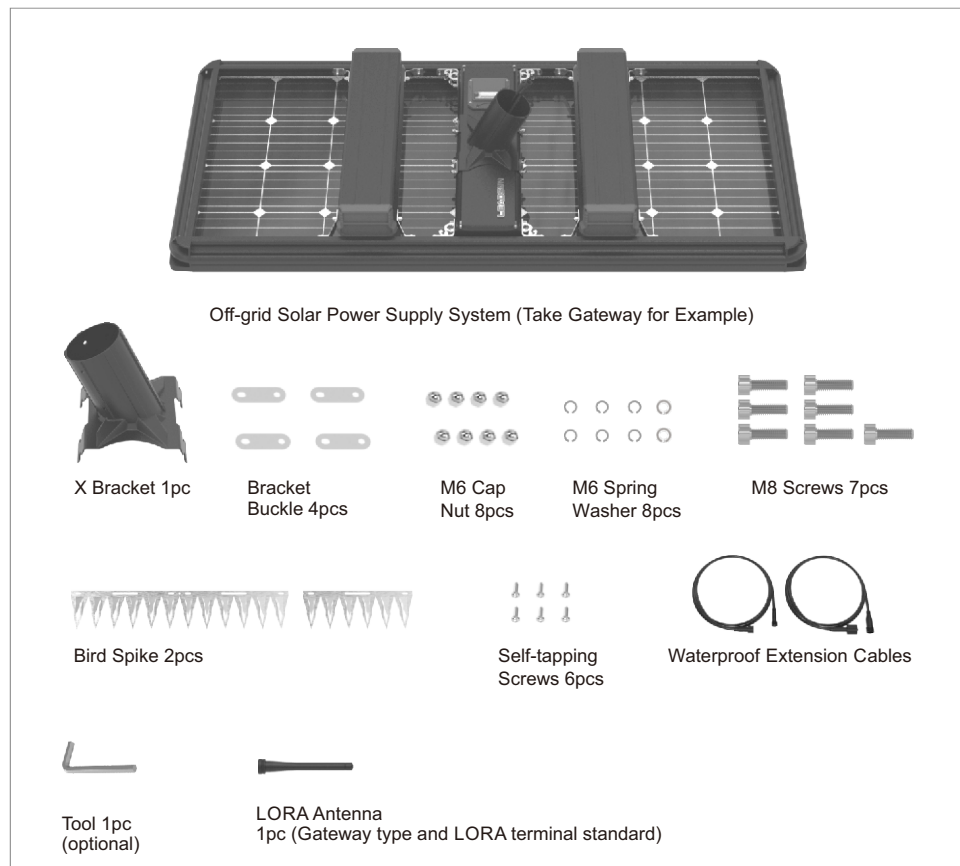 Off-grid Solar Power Supply System (Take Gateway for Example)
X Bracket 1pc
Bracket
Buckle 4pcs
M6 Cap
Nut 8pcs
M6 Spring
Washer 8pcs
M8 Screws 7pcs
Bird Spike 2pcs
Self-tapping
Screws 6pcs
Waterproof Extension Cables
Tool 1pc
(optional)
LORA Antenna
1pc (Gateway type and LORA terminal standard)